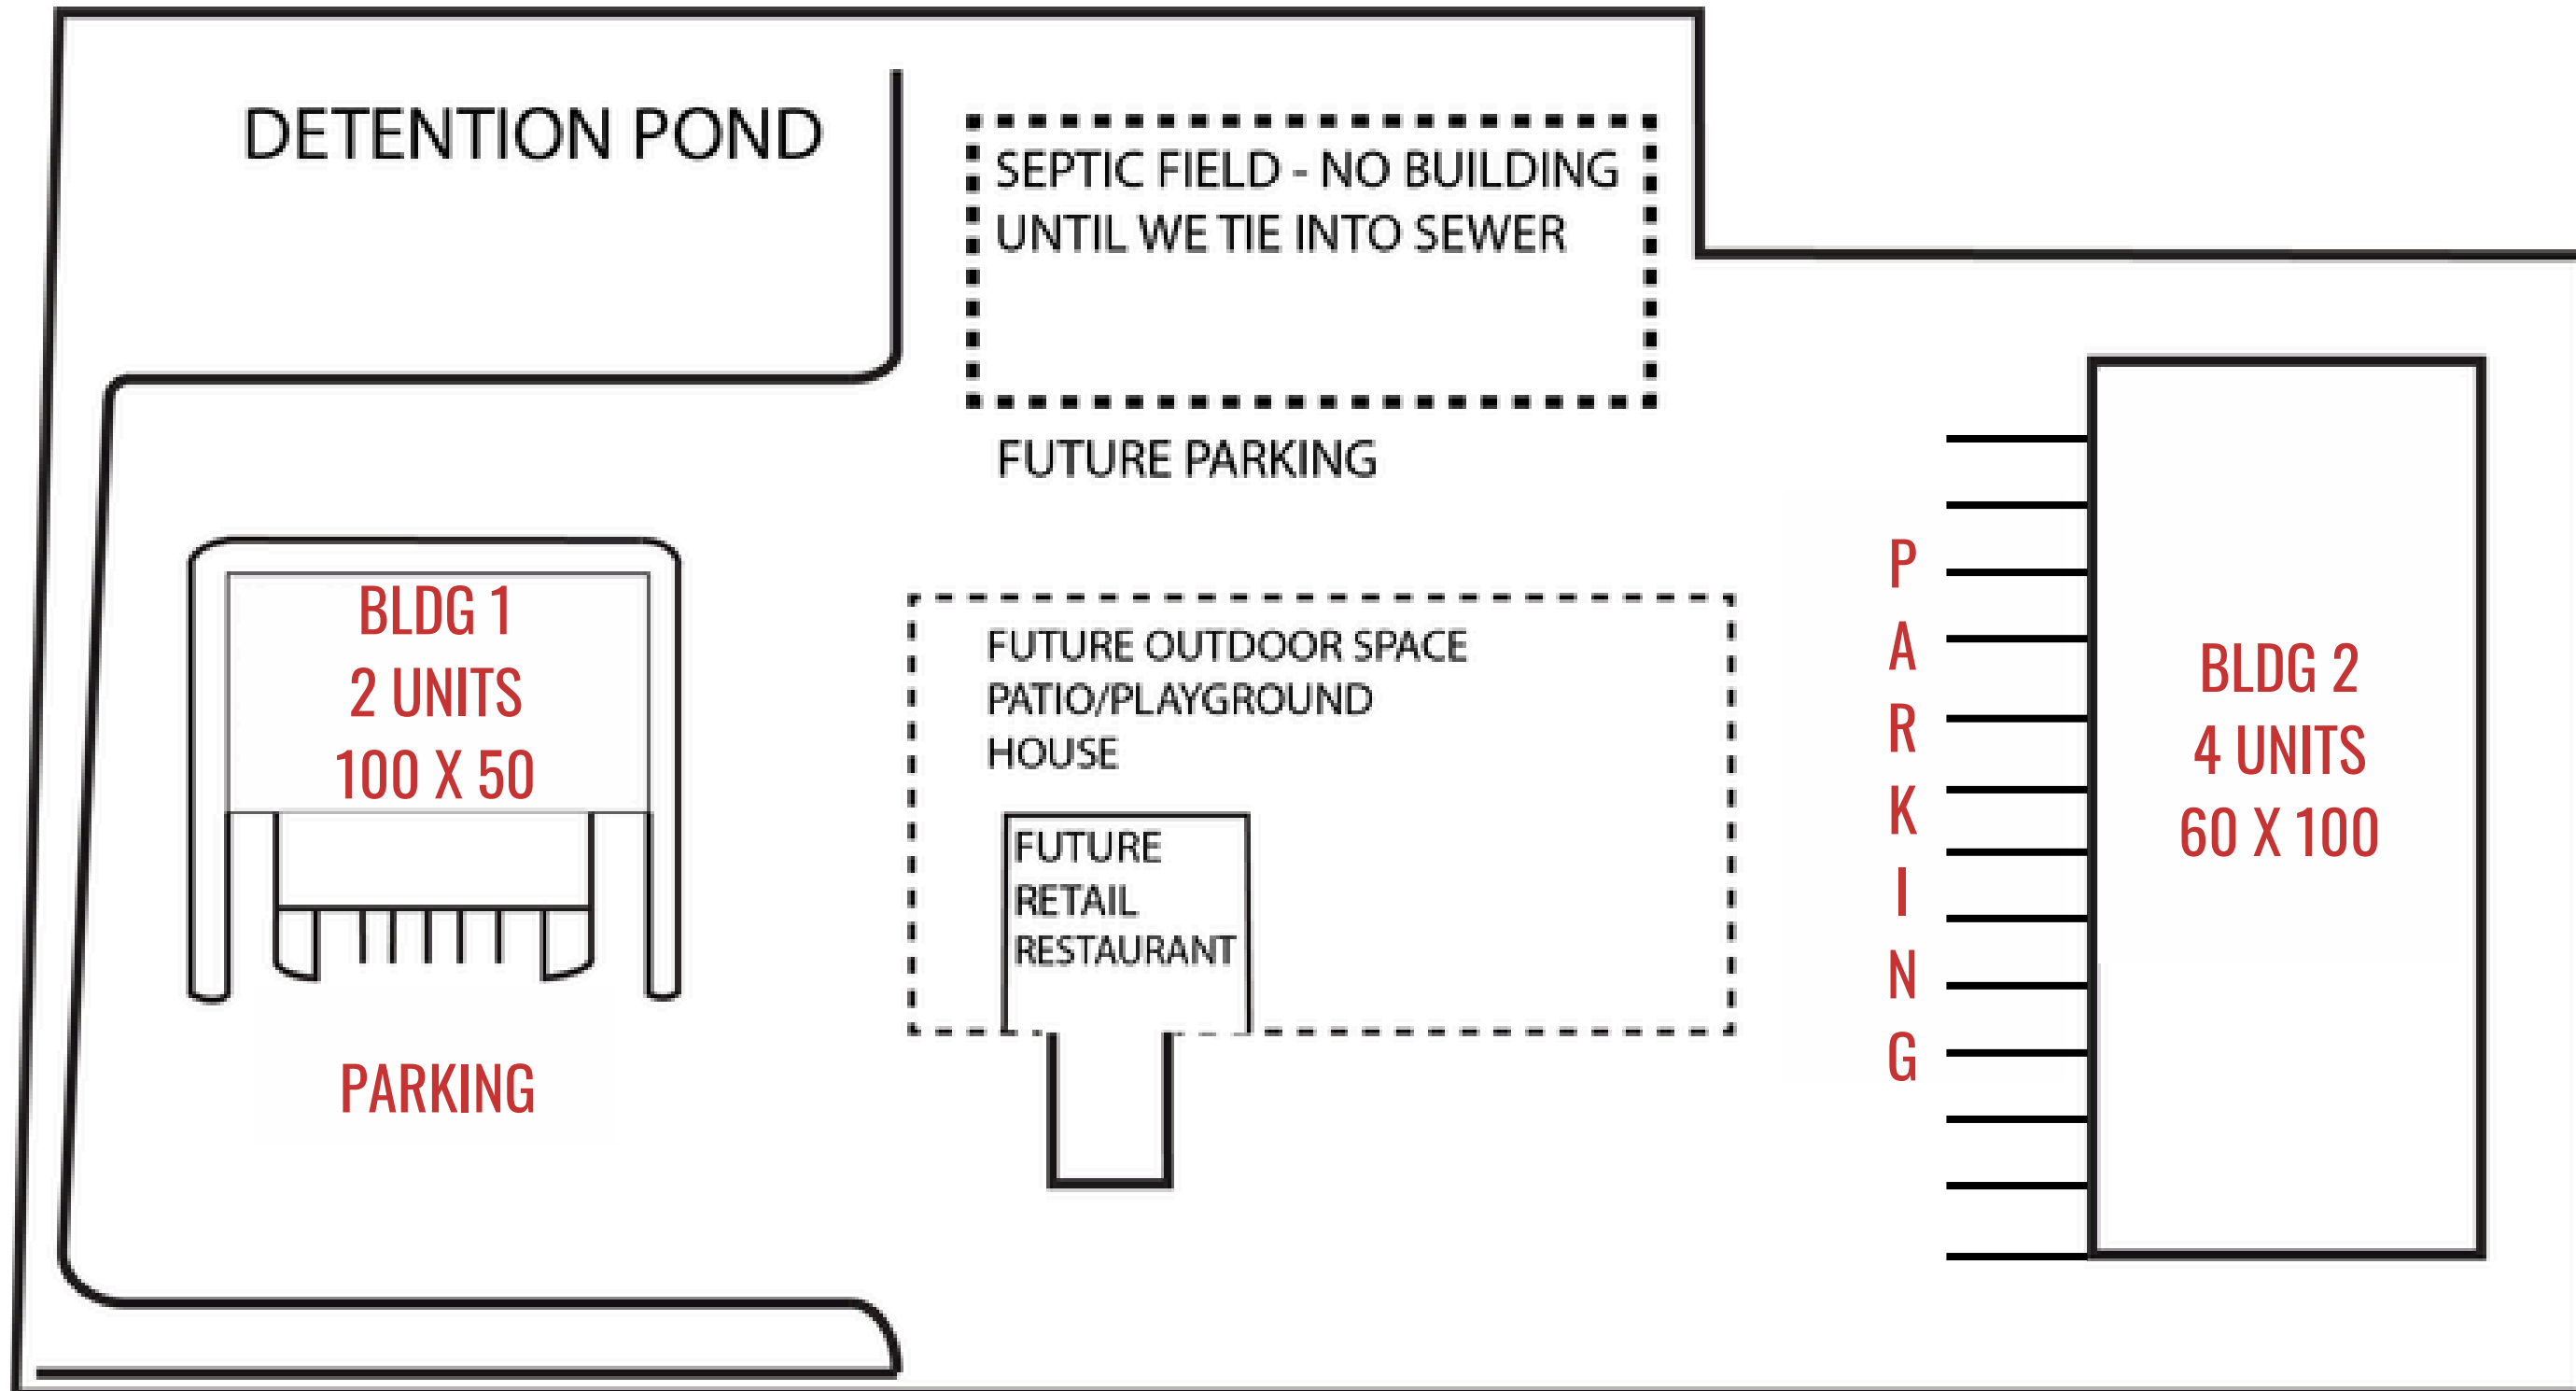 DETENTION POND
SEPTIC FIELD - NO BUILDING
UNTIL WE TIE INTO SEWER
FUTURE PARKING
BLDG 1
2 UNITS
100 X 50
PARKING
FUTURE OUTDOOR SPACE
PATIO/PLAYGROUND
HOUSE
FUTURE
RETAIL
RESTAURANT
PARKING
BLDG 2
4 UNITS
60 X 100